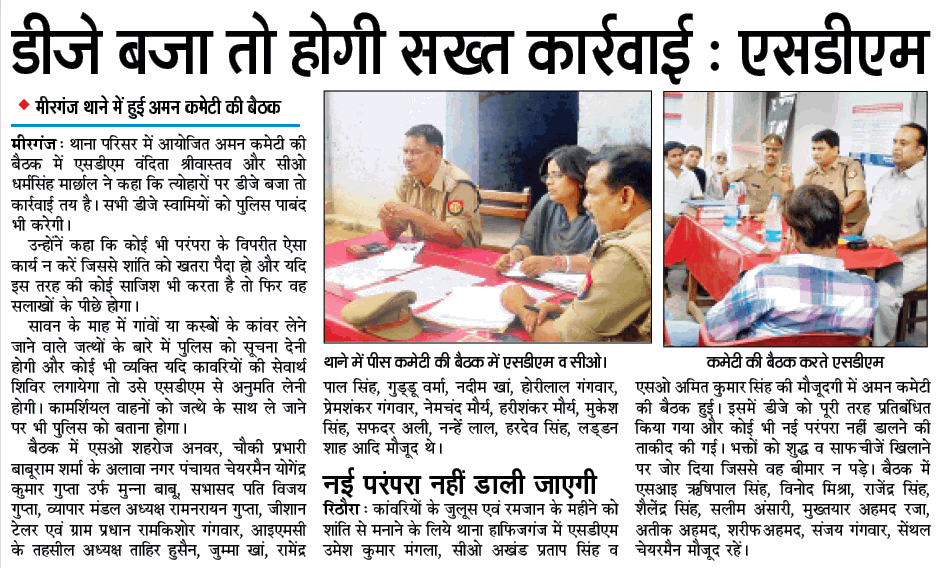 डीजे बजा तो होगी सख्त कार्रवाई : एसडीएम
मीरगंज थाने में हुई अमन कमेटी की बैठक
मीरगंज : थाना परिसर में आयोजित अमन कमेटी की
बैठक में एसडीएम वंदिता श्रीवास्तव और सीओ
धर्मसिंह मार्छाल ने कहा कि त्योहारों पर डीजे बजा तो
कार्रवाई तय है। सभी डीजे स्वामियों को पुलिस पाबंद
भी करेगी।
उन्होंनें कहा कि कोई भी परंपरा के विपरीत ऐसा
कार्य न करें जिससे शांति को खतरा पैदा हो और यदि
इस तरह की कोई साजिश भी करता है तो फिर वह
सलाखों के पीछे होगा।
सावन के माह में गांवों या कस्बों के कांवर लेने
जाने वाले जत्थों के बारे में पुलिस को सूचना देनी
होगी और कोई भी व्यक्ति यदि कावरियों की सेवार्थ
शिविर लगायेगा तो उसे एसडीएम से अनुमति लेनी
होगी। कामर्शियल वाहनों को जत्थे के साथ ले जाने
पर भी पुलिस को बताना होगा।
बैठक में एसओ शहरोज अनवर, चौकी प्रभारी
बाबूराम शर्मा के अलावा नगर पंचायत चेयरमैन योगेंद्र
कुमार गुप्ता उर्फ मुन्ना बाबू, सभासद पति विजय
गुप्ता, व्यापार मंडल अध्यक्ष रामनरायन गुप्ता, जीशान
टेलर एवं ग्राम प्रधान रामकिशोर गंगवार, आइएमसी
के तहसील अध्यक्ष ताहिर हुसैन, जुम्मा खां, रामेंद्र
थाने में पीस कमेटी की बैठक में एसडीएम व सीओ।
पाल सिंह, गुड्डू वर्मा, नदीम खां, होरीलाल गंगवार,
प्रेमशंकर गंगवार, नेमचंद मौर्य, हरीशंकर मौर्य, मुकेश
सिंह, सफदर अली, नन्हें लाल, हरदेव सिंह, लड्डन
शाह आदि मौजूद थे।
नई परंपरा नहीं डाली जाएगी
रिठौरा : कांवरियों के जुलूस एवं रमजान के महीने को
शांति से मनाने के लिये थाना हाफिजगंज में एसडीएम
उमेश कुमार मंगला, सीओ अखंड प्रताप सिंह व
कमेटी की बैठक करते एसडीएम
एसओ अमित कुमार सिंह की मौजूदगी में अमन कमेटी
की बैठक हुई। इसमें डीजे को पूरी तरह प्रतिबंधित
किया गया और कोई भी नई परंपरा नहीं डालने की
ताकीद की गई। भक्तों को शुद्ध व साफ चीजें खिलाने
पर जोर दिया जिससे वह बीमार न पड़े। बैठक में
एसआइ ऋषिपाल सिंह, विनोद मिश्रा, राजेंद्र सिंह,
शैलेंद्र सिंह, सलीम अंसारी, मुख्तयार अहमद रजा,
अतीक अहमद, शरीफ अहमद, संजय गंगवार, सेंथल
चेयरमैन मौजूद रहें।